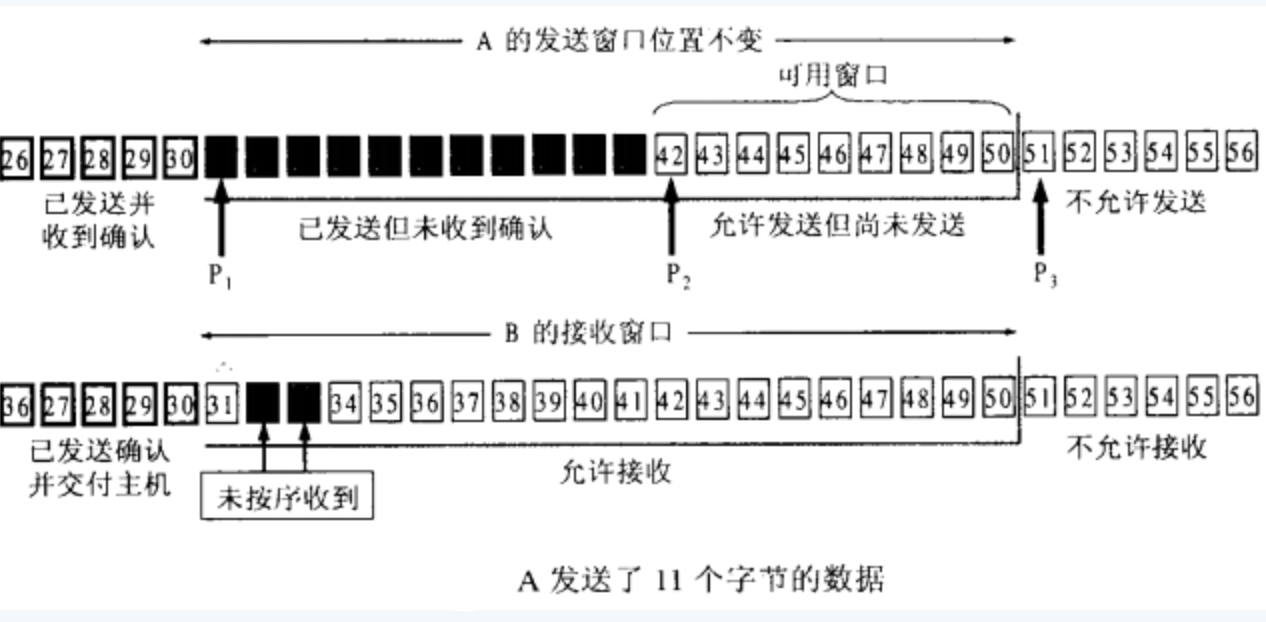 A 的发送窗口位置不变
可用窗口
26 27 28 29 30 42 43 44 45 46 47 48 49 50 51 52 53 54 55 56
已发送并
收到确认
已发送但未收到确认
允许发送但尚未发送
不允许发送
P1 P2 P3
B 的接收窗口
36 27 28 29 30 31 34 35 36 37 38 39 40 41 42 43 44 45 46 47 48 49 50 51 52 53 54 55 56
已发送确认
并交付主机
未按序收到
允许接收
不允许接收
A 发送了 11 个字节的数据